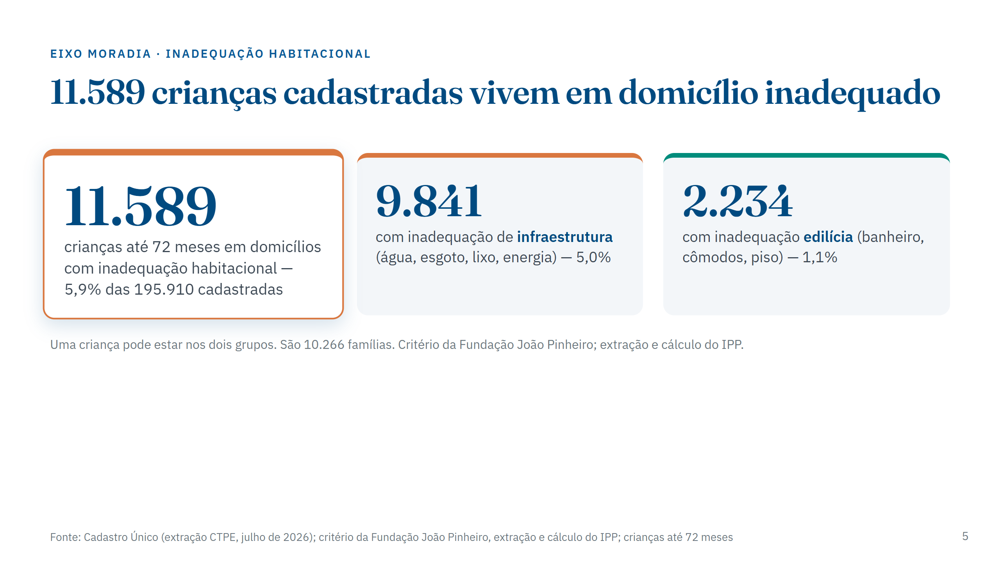 EIXO MORADIA · INADEQUAÇÃO HABITACIONAL
11.589 crianças cadastradas vivem em domicílio inadequado
11.589
crianças até 72 meses em domicílios
com inadequação habitacional —
5,9% das 195.910 cadastradas
9.841
com inadequação de infraestrutura
(água, esgoto, lixo, energia) — 5,0%
2.234
com inadequação edilícia (banheiro,
cômodos, piso) — 1,1%
Uma criança pode estar nos dois grupos. São 10.266 famílias. Critério da Fundação João Pinheiro; extração e cálculo do IPP.
Fonte: Cadastro Único (extração CTPE, julho de 2026); critério da Fundação João Pinheiro, extração e cálculo do IPP; crianças até 72 meses
5